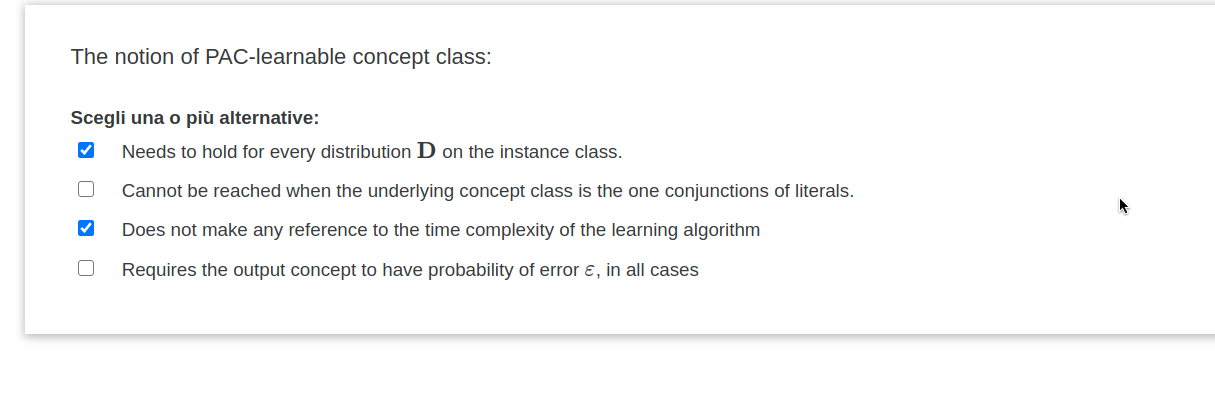 The notion of PAC-learnable concept class:
Scegli una o più alternative:
Needs to hold for every distribution D on the instance class.
Cannot be reached when the underlying concept class is the one conjunctions of literals.
Does not make any reference to the time complexity of the learning algorithm
Requires the output concept to have probability of error ε, in all cases